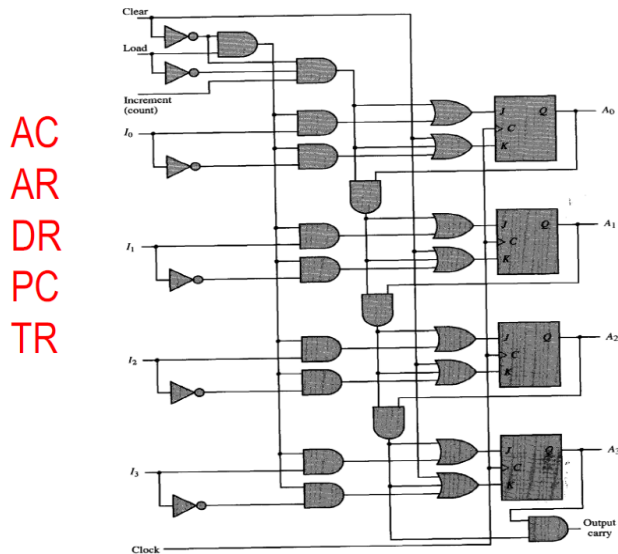 Clear
Load
Increment
(count)
I₀
J Q
C
K
A₀
I₁
J Q
C
K
A₁
AC
AR
DR
PC
TR
I₂
J Q
C
K
A₂
I₃
J Q
C
K
Output
carry
Clock